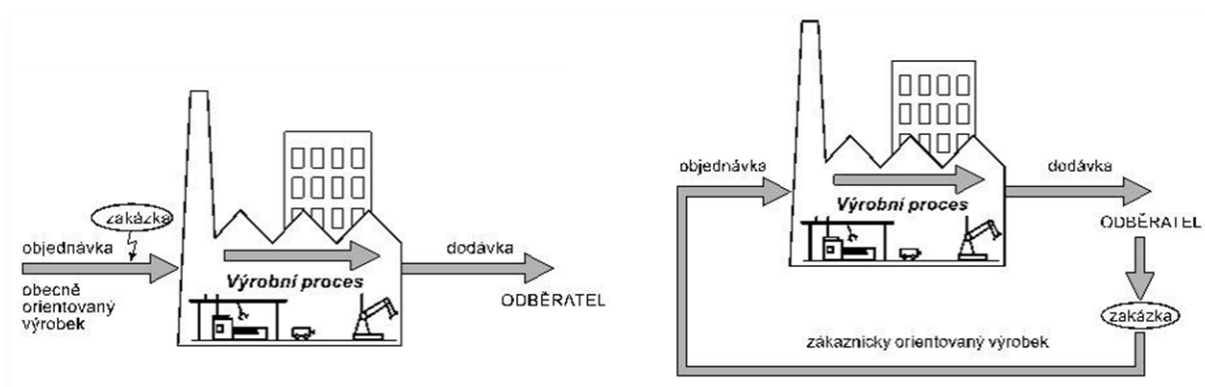 zakázka
objednávka
obecně
orientovaný
výrobek
Výrobní proces
dodávka
ODBĚRATEL
objednávka
Výrobní proces
dodávka
ODBĚRATEL
zakázka
zákaznicky orientovaný výrobek